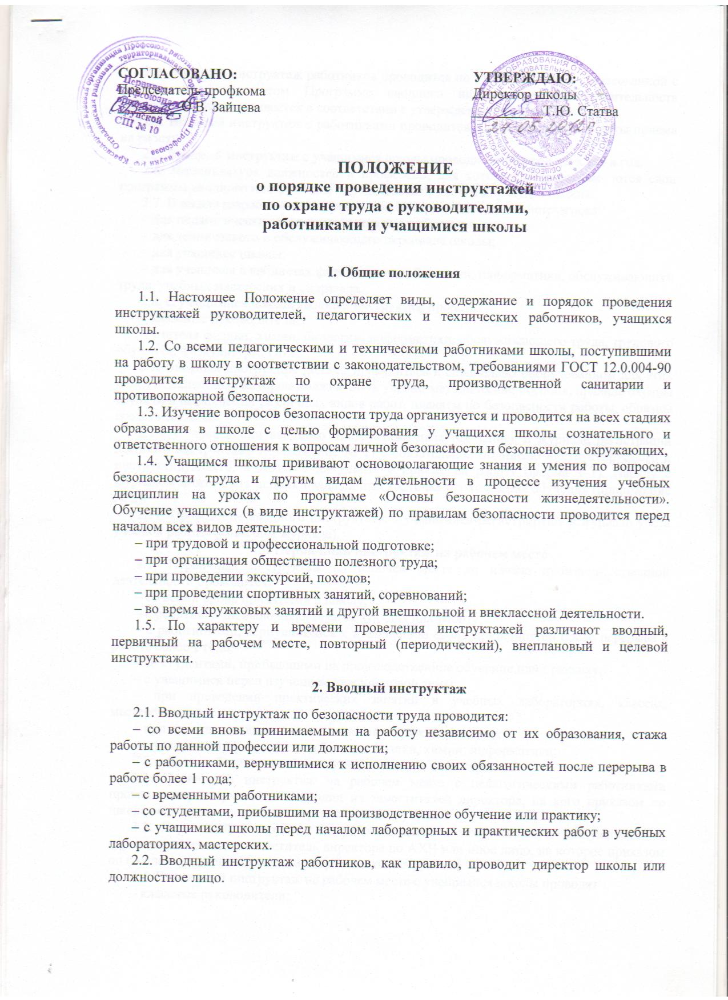 СОГЛАСОВАНО:
Председатель профкома
О.В. Зайцева
Первичная
профсоюзная
организация
СШ № 10
УТВЕРЖДАЮ:
Директор школы
Т.Ю. Статва
ПОЛОЖЕНИЕ
о порядке проведения инструктажей
по охране труда с руководителями,
работниками и учащимися школы
I. Общие положения
1.1. Настоящее Положение определяет виды, содержание и порядок проведения
инструктажей руководителей, педагогических и технических работников, учащихся
школы.
1.2. Со всеми педагогическими и техническими работниками школы, поступившими
на работу в школу в соответствии с законодательством, требованиями ГОСТ 12.0.004-90
проводится инструктаж по охране труда, производственной санитарии и
противопожарной безопасности.
1.3. Изучение вопросов безопасности труда организуется и проводится на всех стадиях
образования в школе с целью формирования у учащихся школы сознательного и
ответственного отношения к вопросам личной безопасности и безопасности окружающих,
1.4. Учащимся школы прививают основополагающие знания и умения по вопросам
безопасности труда и другим видам деятельности в процессе изучения учебных
дисциплин на уроках по программе «Основы безопасности жизнедеятельности».
Обучение учащихся (в виде инструктажей) по правилам безопасности проводится перед
началом всех видов деятельности:
– при трудовой и профессиональной подготовке;
– при организация общественно полезного труда;
– при проведении экскурсий, походов;
– при проведении спортивных занятий, соревнований;
– во время кружковых занятий и другой внешкольной и внеклассной деятельности.
1.5. По характеру и времени проведения инструктажей различают вводный,
первичный на рабочем месте, повторный (периодический), внеплановый и целевой
инструктажи.
2. Вводный инструктаж
2.1. Вводный инструктаж по безопасности труда проводится:
– со всеми вновь принимаемыми на работу независимо от их образования, стажа
работы по данной профессии или должности;
– с работниками, вернувшимися к исполнению своих обязанностей после перерыва в
работе более 1 года;
– с временными работниками;
– со студентами, прибывшими на производственное обучение или практику;
– с учащимися школы перед началом лабораторных и практических работ в учебных
лабораториях, мастерских.
2.2. Вводный инструктаж работников, как правило, проводит директор школы или
должностное лицо.